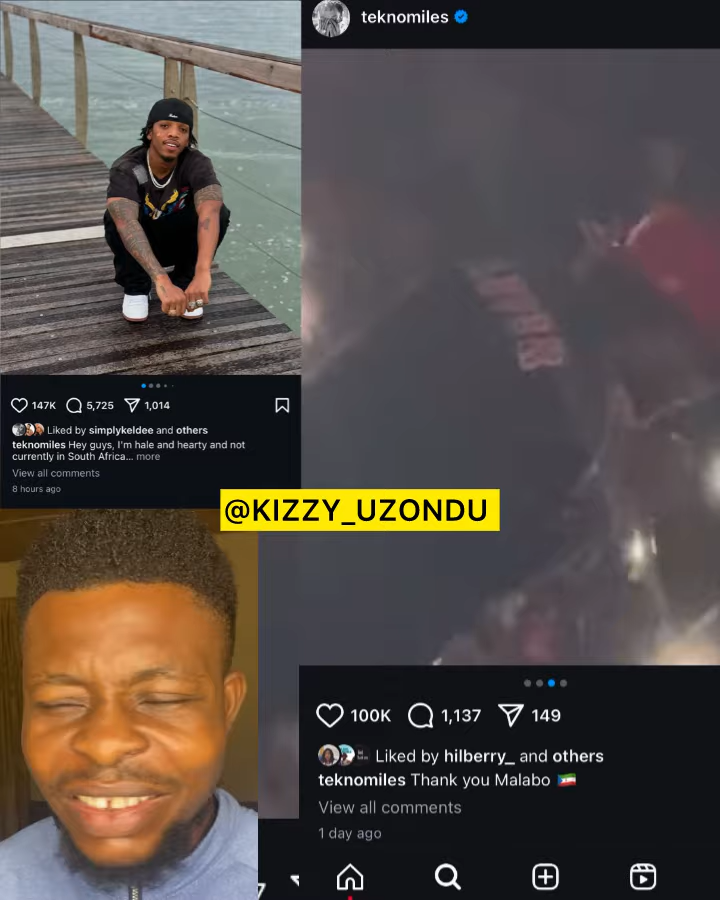 teknomiles
147K 5,725 1,014
Liked by simplykeldee and others
teknomiles Hey guys, I'm hale and hearty and not
currently in South Africa... more
View all comments
8 hours ago
@KIZZY_UZONDU
100K 1,137 149
Liked by hilberry_ and others
teknomiles Thank you Malabo 🇬🇶
View all comments
1 day ago